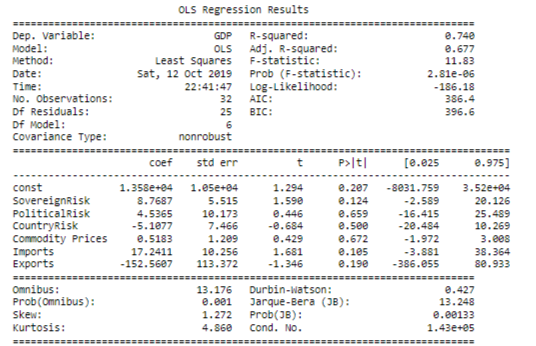 OLS Regression Results
Dep. Variable: GDP R-squared: 0.740
Model: OLS Adj. R-squared: 0.677
Method: Least Squares F-statistic: 11.83
Date: Sat, 12 Oct 2019 Prob (F-statistic): 2.81e-06
Time: 22:41:47 Log-Likelihood: -186.18
No. Observations: 32 AIC: 386.4
Df Residuals: 25 BIC: 396.6
Df Model: 6
Covariance Type: nonrobust
coef std err t P>|t| [0.025 0.975]
const 1.358e+04 1.05e+04 1.294 0.207 -8031.759 3.52e+04
SovereignRisk 8.7687 5.515 1.590 0.124 -2.589 20.126
PoliticalRisk 4.5365 10.173 0.446 0.659 -16.415 25.489
CountryRisk -5.1077 7.466 -0.684 0.500 -20.484 10.269
Commodity Prices 0.5183 1.209 0.429 0.672 -1.972 3.008
Imports 17.2411 10.256 1.681 0.105 -3.881 38.364
Exports -152.5607 113.372 -1.346 0.190 -386.055 80.933
Omnibus: 13.176 Durbin-Watson: 0.427
Prob(Omnibus): 0.001 Jarque-Bera (JB): 13.248
Skew: 1.272 Prob(JB): 0.00133
Kurtosis: 4.860 Cond. No. 1.43e+05